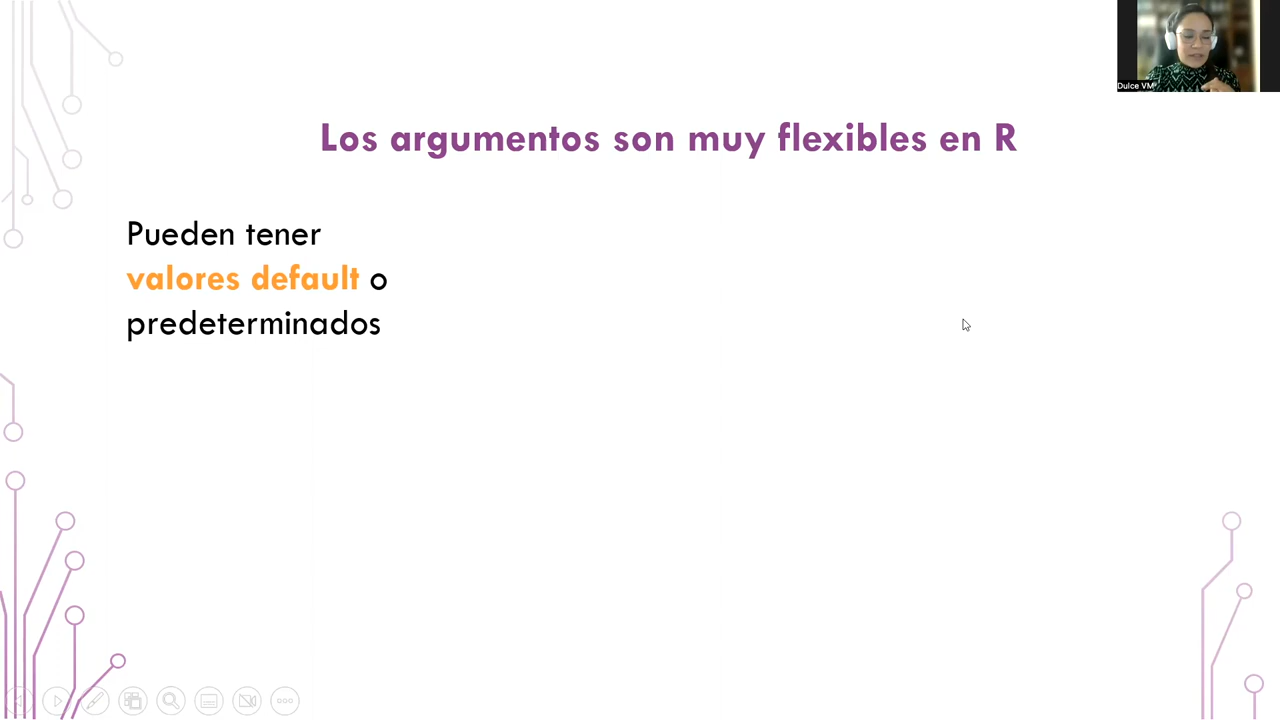 Dulce VM
Los argumentos son muy flexibles en R
Pueden tener
valores default o
predeterminados